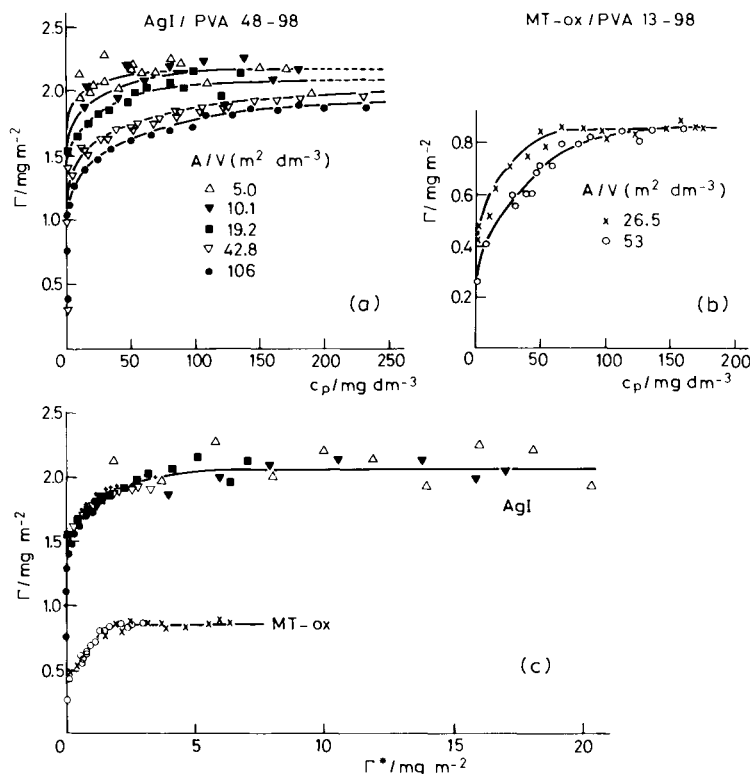 AgI / PVA 48-98
MT-ox / PVA 13-98
(a)
Γ/mg m⁻²
2.5
2.0
1.5
1.0
0.5
A/V (m² dm⁻³)
△ 5.0
▼ 10.1
■ 19.2
▽ 42.8
● 106
0 50 100 150 200 250
c_p/mg dm⁻³
(b)
Γ/mg m⁻²
0.8
0.6
0.4
0.2
A/V (m² dm⁻³)
x 26.5
○ 53
0 50 100 150 200
c_p/mg dm⁻³
(c)
Γ/mg m⁻²
2.5
2.0
1.5
1.0
0.5
AgI
MT-ox
0 5 10 15 20
Γ*/mg m⁻²